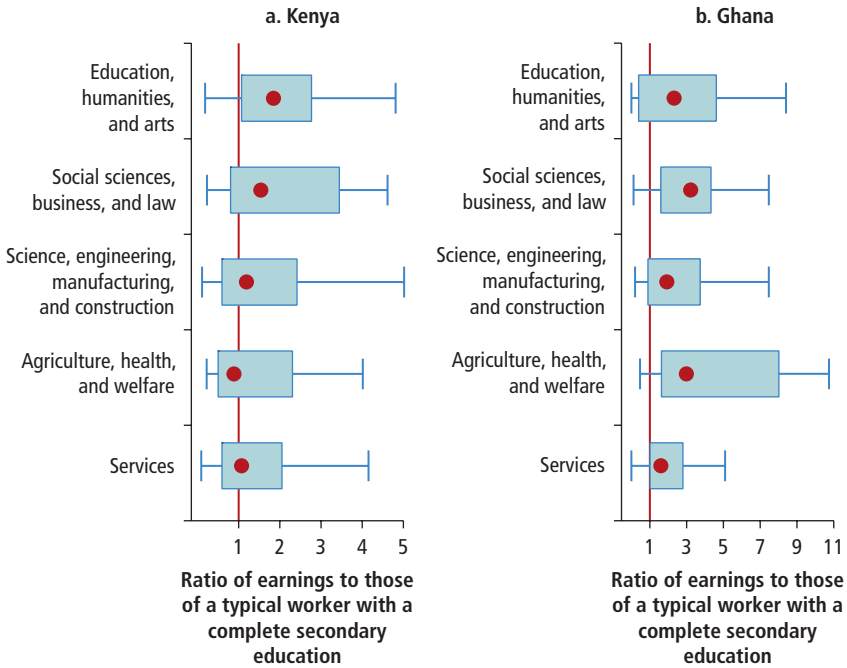 a. Kenya
Education,
humanities,
and arts
Social sciences,
business, and law
Science, engineering,
manufacturing,
and construction
Agriculture, health,
and welfare
Services
1 2 3 4 5
Ratio of earnings to those
of a typical worker with a
complete secondary
education
b. Ghana
Education,
humanities,
and arts
Social sciences,
business, and law
Science, engineering,
manufacturing,
and construction
Agriculture, health,
and welfare
Services
1 3 5 7 9 11
Ratio of earnings to those
of a typical worker with a
complete secondary
education